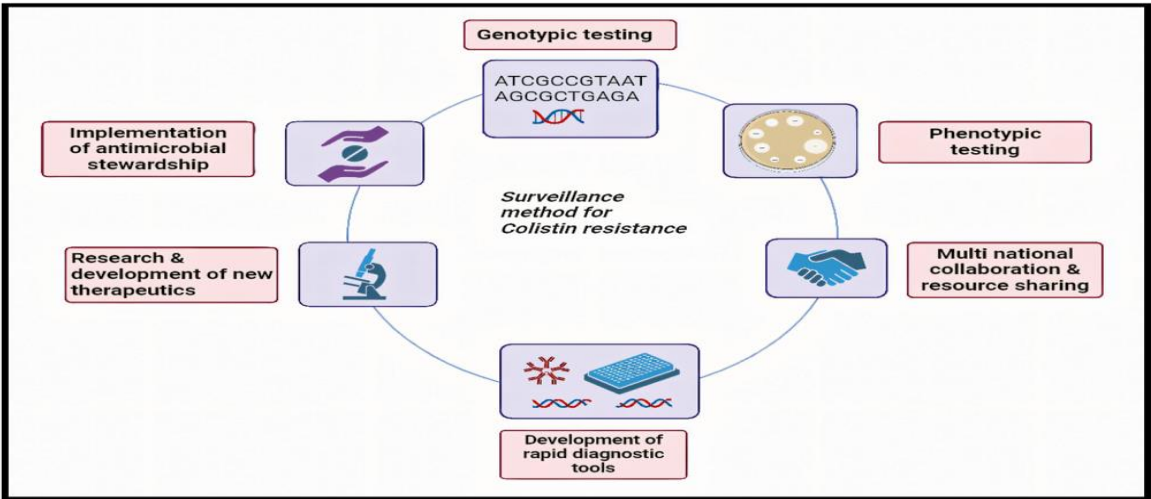 Genotypic testing
ATCGCCGTAAT
AGCGCTGAGA
Implementation
of antimicrobial
stewardship
Phenotypic
testing
Surveillance
method for
Colistin resistance
Research &
development of new
therapeutics
Multi national
collaboration &
resource sharing
Development of
rapid diagnostic
tools